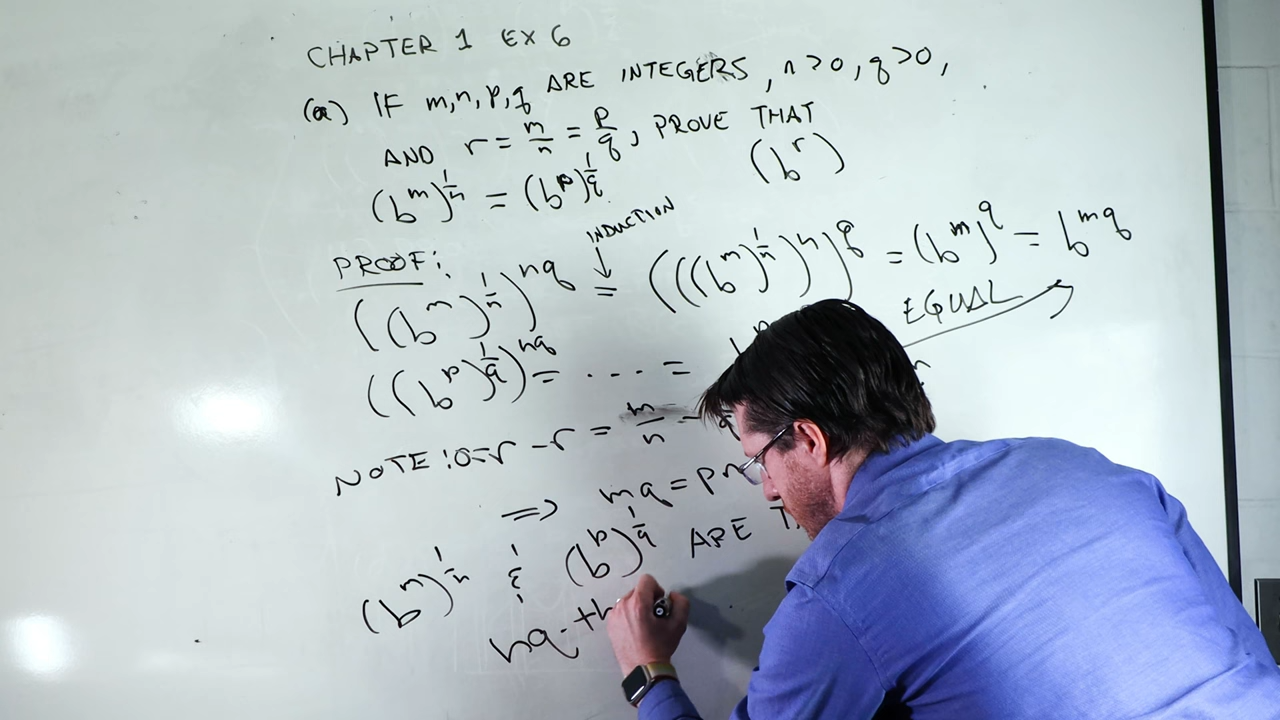 CHAPTER 1 EX 6
(a) IF m,n,p,q ARE INTEGERS, n>0, q>0,
AND r = m/n = p/q, PROVE THAT
(b^m)^(1/n) = (b^p)^(1/q) (b^r)
INDUCTION
PROOF:
((b^m)^(1/n))^(nq) = (((b^m)^(1/n))^n)^q = (b^m)^q = b^(mq)
EQUAL
((b^p)^(1/q))^(nq) = .... =
NOTE: 0=r-r = m/n -
⇒ mq = pn
(b^m)^(1/n) & (b^p)^(1/q) ARE
nq-th